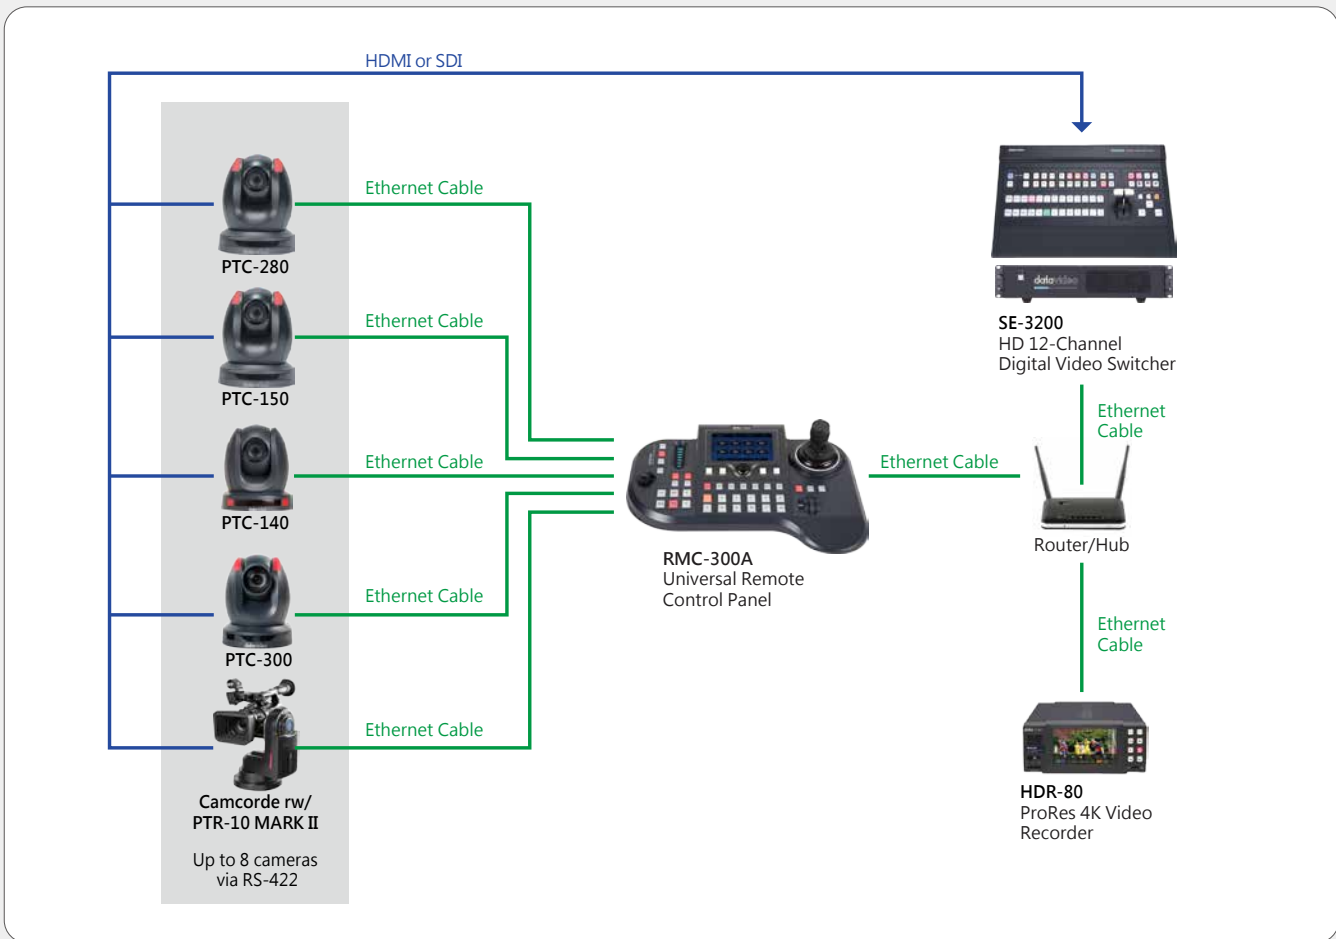 HDMI or SDI
Ethernet Cable
PTC-280
Ethernet Cable
PTC-150
Ethernet Cable
PTC-140
Ethernet Cable
PTC-300
Ethernet Cable
Camcorde rw/
PTR-10 MARK II
Up to 8 cameras
via RS-422
RMC-300A
Universal Remote
Control Panel
Ethernet Cable
datavideo
SE-3200
HD 12-Channel
Digital Video Switcher
Ethernet
Cable
Router/Hub
Ethernet
Cable
HDR-80
ProRes 4K Video
Recorder